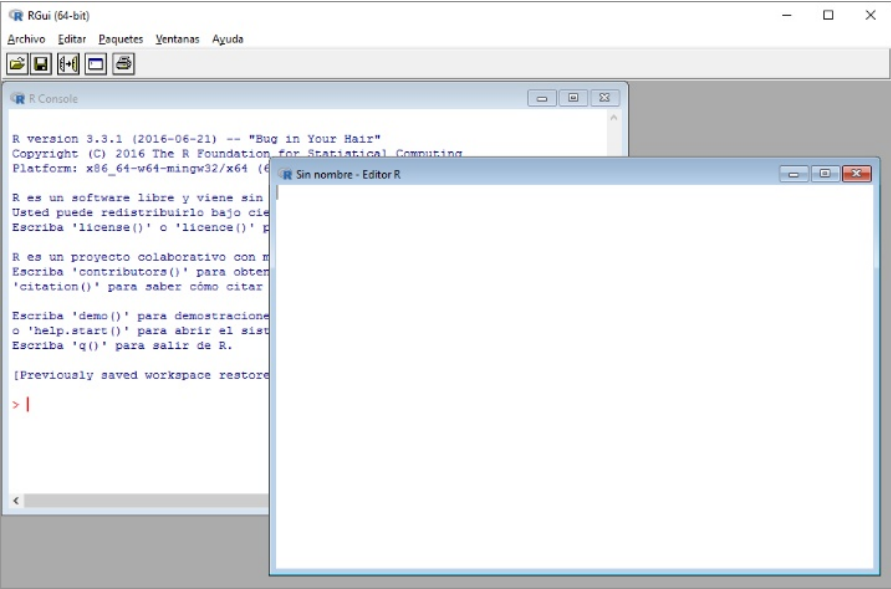 RGui (64-bit)
Archivo Editar Paquetes Ventanas Ayuda
R Console
R version 3.3.1 (2016-06-21) -- "Bug in Your Hair"
Copyright (C) 2016 The R Foundation for Statistical Computing
Platform: x86_64-w64-mingw32/x64 (6
R es un software libre y viene sin
Usted puede redistribuirlo bajo cie
Escriba 'license()' o 'licence()' p
R es un proyecto colaborativo con m
Escriba 'contributors()' para obten
'citation()' para saber cómo citar
Escriba 'demo()' para demostracione
o 'help.start()' para abrir el sist
Escriba 'q()' para salir de R.
[Previously saved workspace restore
>
Sin nombre - Editor R